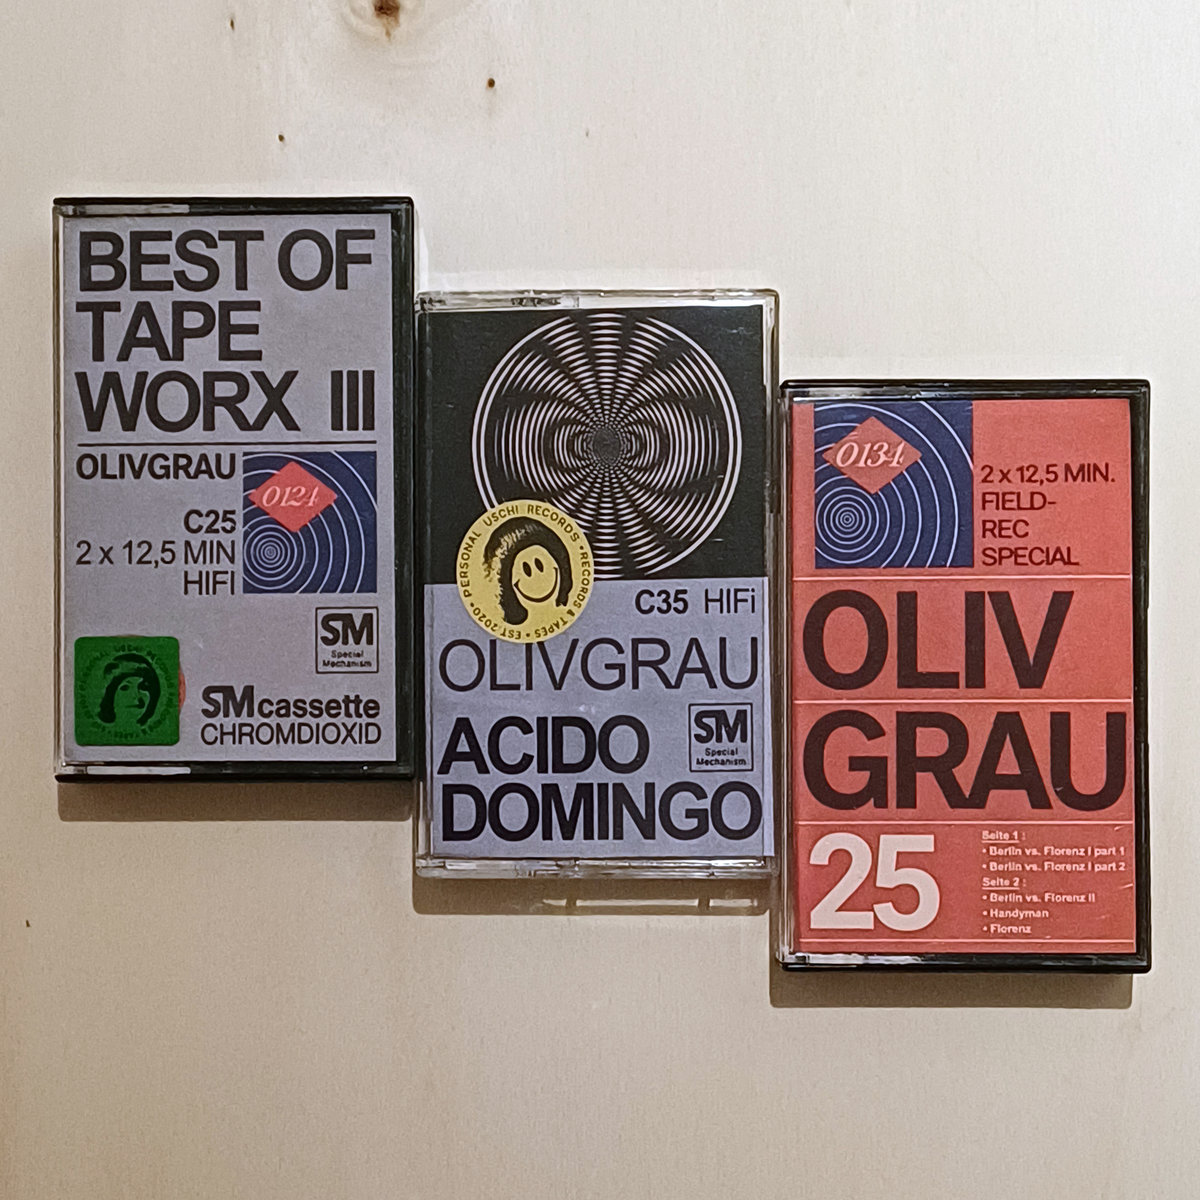 BEST OF
TAPE
WORX III
OLIVGRAU
0124
C25
2 x 12,5 MIN
HIFI
SM
Special
Mechanism
SM cassette
CHROMDIOXID
PERSONAL USCHI RECORDS • RECORDS & TAPES • EST. 2020 •
C35 HIFi
OLIVGRAU
SM
Special
Mechanism
ACIDO
DOMINGO
0134
2 x 12,5 MIN.
FIELD-
REC
SPECIAL
OLIV
GRAU
25
Seite 1 :
• Berlin vs. Florenz I part 1
• Berlin vs. Florenz I part 2
Seite 2 :
• Berlin vs. Florenz II
• Handyman
• Florenz